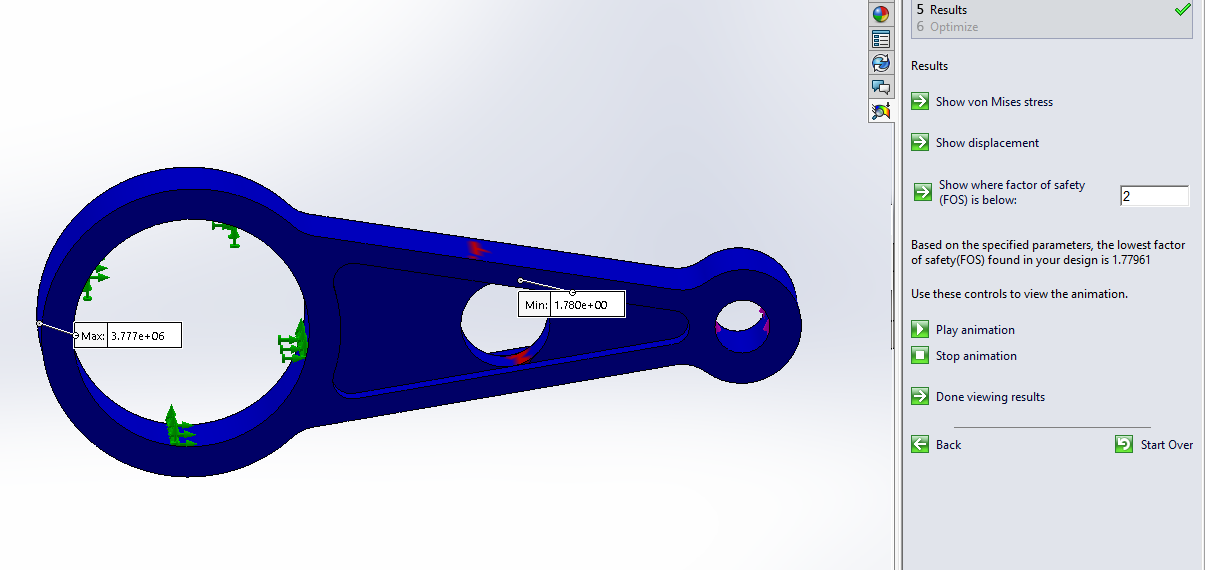 5 Results
6 Optimize
Results
Show von Mises stress
Show displacement
Show where factor of safety
(FOS) is below:
2
Based on the specified parameters, the lowest factor
of safety(FOS) found in your design is 1.77961
Use these controls to view the animation.
Play animation
Stop animation
Done viewing results
Back
Start Over
Min: 1.780e+00
Max: 3.777e+06